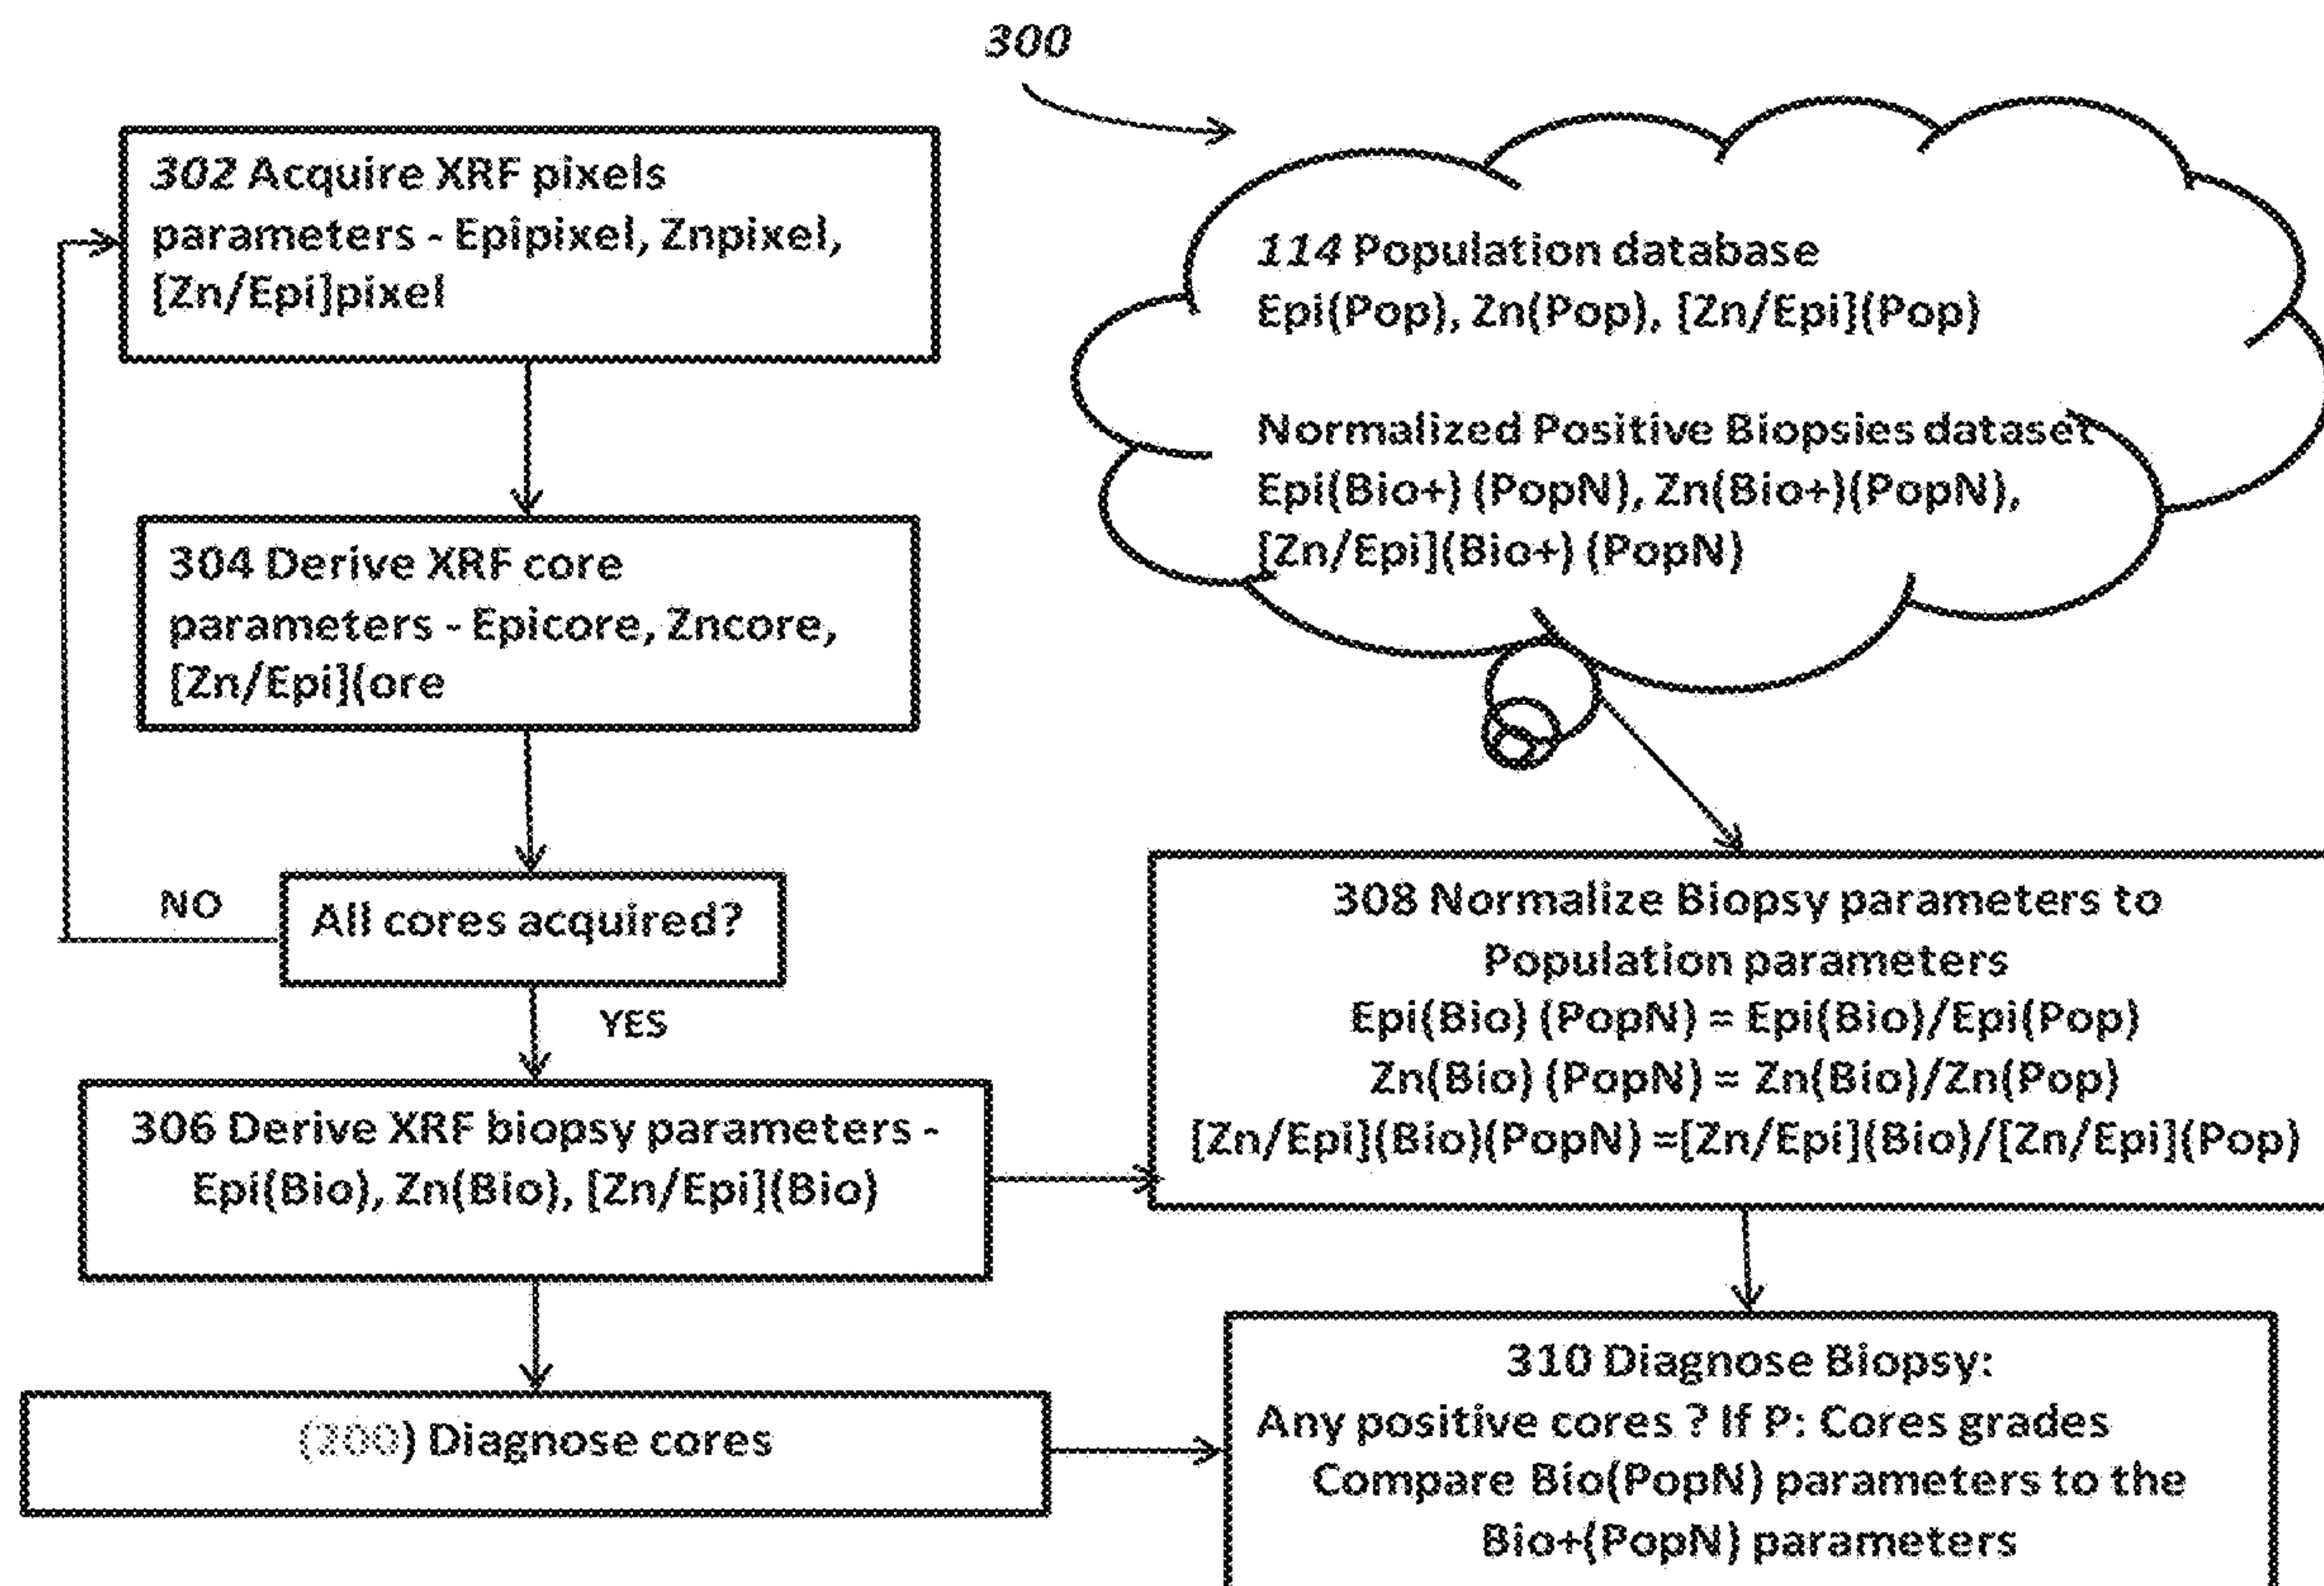 300
302 Acquire XRF pixels
parameters - Epipixel, Znpixel,
[Zn/Epi]pixel
304 Derive XRF core
parameters - Epicore, Zncore,
[Zn/Epi](ore
All cores acquired?
NO
YES
306 Derive XRF biopsy parameters -
Epi(Bio), Zn(Bio), [Zn/Epi](Bio)
(200) Diagnose cores
114 Population database
Epi(Pop), Zn(Pop), [Zn/Epi](Pop)
Normalized Positive Biopsies dataset
Epi(Bio+) (PopN), Zn(Bio+)(PopN),
[Zn/Epi](Bio+) (PopN)
308 Normalize Biopsy parameters to
Population parameters
Epi(Bio) (PopN) = Epi(Bio)/Epi(Pop)
Zn(Bio) (PopN) = Zn(Bio)/Zn(Pop)
[Zn/Epi](Bio)(PopN) =[Zn/Epi](Bio)/[Zn/Epi](Pop)
310 Diagnose Biopsy:
Any positive cores ? If P: Cores grades
Compare Bio(PopN) parameters to the
Bio+(PopN) parameters